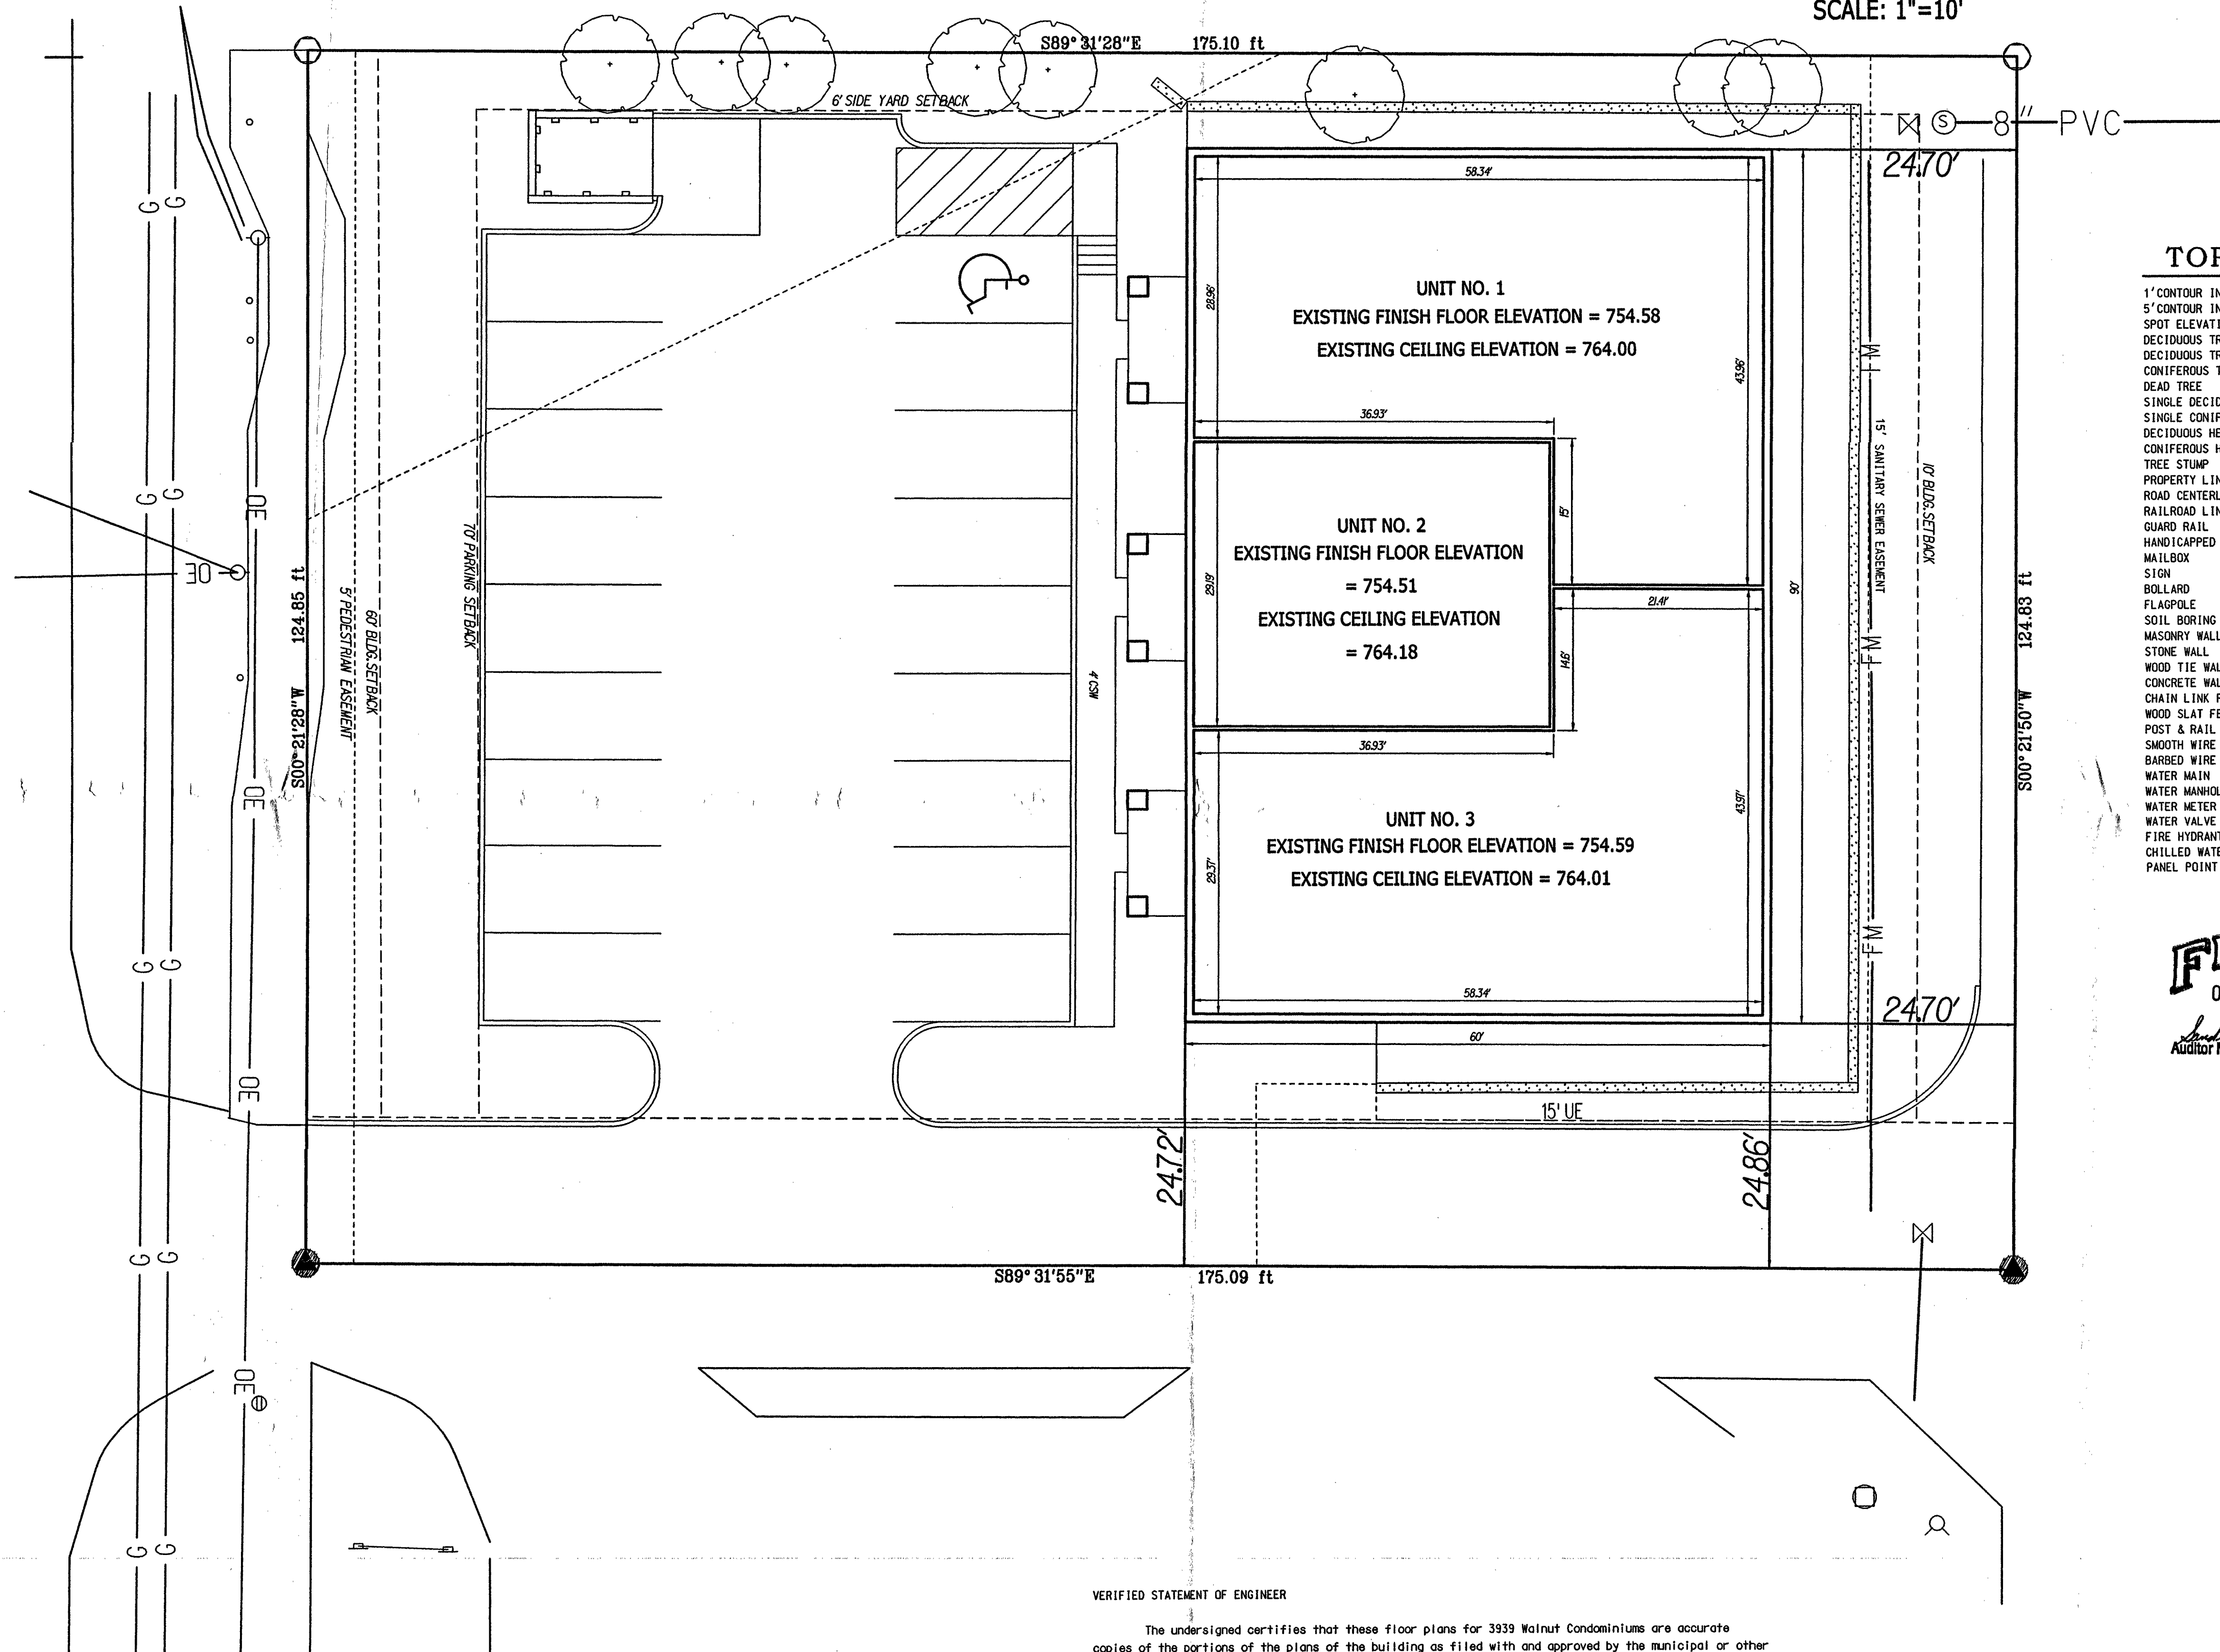 SCALE: 1"=10'
S89°31'28"E 175.10 ft
6' SIDE YARD SETBACK
S 8" PVC
24.70'
58.34'
TOP
1' CONTOUR IN
5' CONTOUR IN
SPOT ELEVATI
DECIDUOUS TR
DECIDUOUS TR
CONIFEROUS T
DEAD TREE
SINGLE DECID
SINGLE CONIF
DECIDUOUS HE
CONIFEROUS H
TREE STUMP
PROPERTY LIN
ROAD CENTERL
RAILROAD LIN
GUARD RAIL
HANDICAPPED
MAILBOX
SIGN
BOLLARD
FLAGPOLE
SOIL BORING
MASONRY WALL
STONE WALL
WOOD TIE WAL
CONCRETE WAL
CHAIN LINK F
WOOD SLAT FE
POST & RAIL
SMOOTH WIRE
BARBED WIRE
WATER MAIN
WATER MANHOL
WATER METER
WATER VALVE
FIRE HYDRANT
CHILLED WATE
PANEL POINT
G G
G G
G G
G G
G G
OE
OE
OE
OE
OE
UNIT NO. 1
EXISTING FINISH FLOOR ELEVATION = 754.58
EXISTING CEILING ELEVATION = 764.00
28.96'
43.96'
36.93'
15'
UNIT NO. 2
EXISTING FINISH FLOOR ELEVATION
= 754.51
EXISTING CEILING ELEVATION
= 764.18
29.19'
14.6'
21.41'
90'
36.93'
UNIT NO. 3
EXISTING FINISH FLOOR ELEVATION = 754.59
EXISTING CEILING ELEVATION = 764.01
29.37'
43.97'
58.34'
60'
S00°21'28"W 124.85 ft
5' PEDESTRIAN EASEMENT
60' BLDG. SETBACK
70' PARKING SETBACK
4' CSW
15' SANITARY SEWER EASEMENT
10' BLDG. SETBACK
S00°21'50"W 124.83 ft
24.70'
Auditor
15' UE
24.72'
24.86'
S89°31'55"E 175.09 ft
VERIFIED STATEMENT OF ENGINEER
The undersigned certifies that these floor plans for 3939 Walnut Condominiums are accurate
copies of the portions of the plans of the building as filed with and approved by the municipal or other